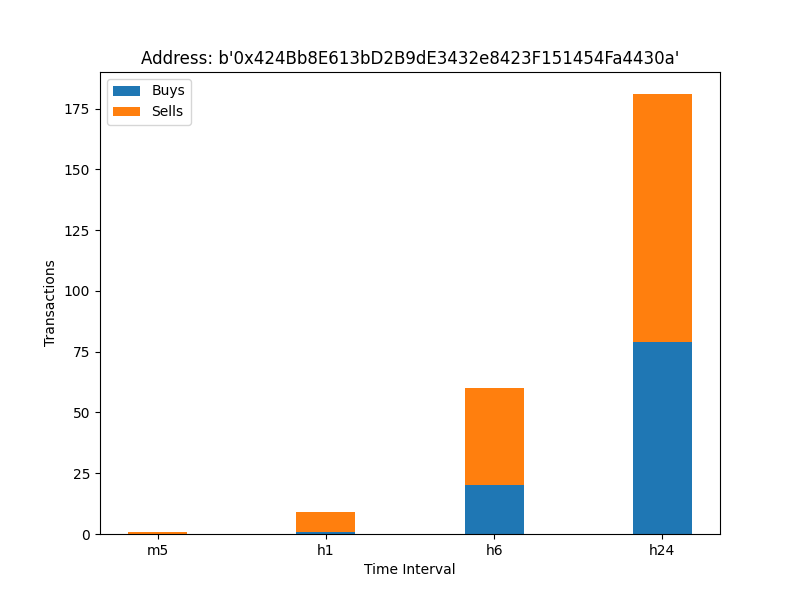 Address: b'0x424Bb8E613bD2B9dE3432e8423F151454Fa4430a'
Buys
Sells
175
150
125
100
75
50
25
0
Transactions
m5 h1 h6 h24
Time Interval